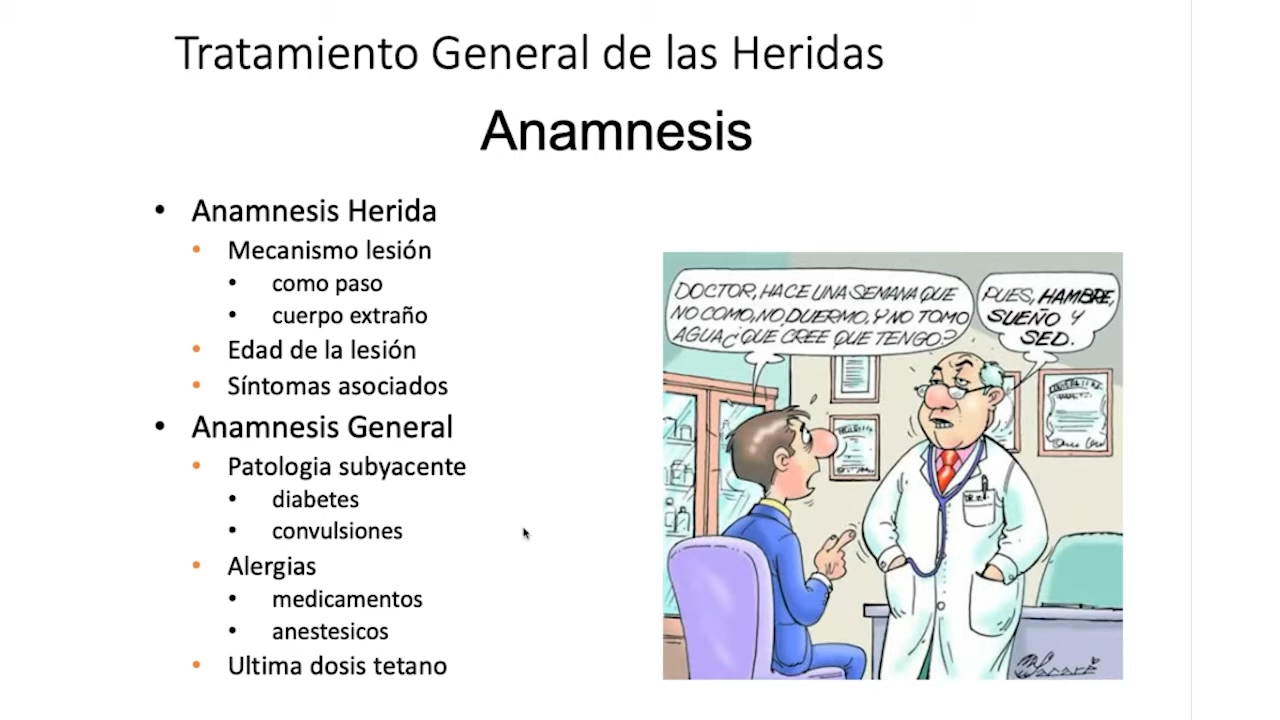 Tratamiento General de las Heridas
Anamnesis
• Anamnesis Herida
• Mecanismo lesión
• como paso
• cuerpo extraño
• Edad de la lesión
• Síntomas asociados
• Anamnesis General
• Patologia subyacente
• diabetes
• convulsiones
• Alergias
• medicamentos
• anestesicos
• Ultima dosis tetano
DOCTOR, HACE UNA SEMANA QUE
NO COMO, NO DUERMO, Y NO TOMO
AGUA ¿QUE CREE QUE TENGO?
PUES, HAMBRE,
SUEÑO Y
SED.